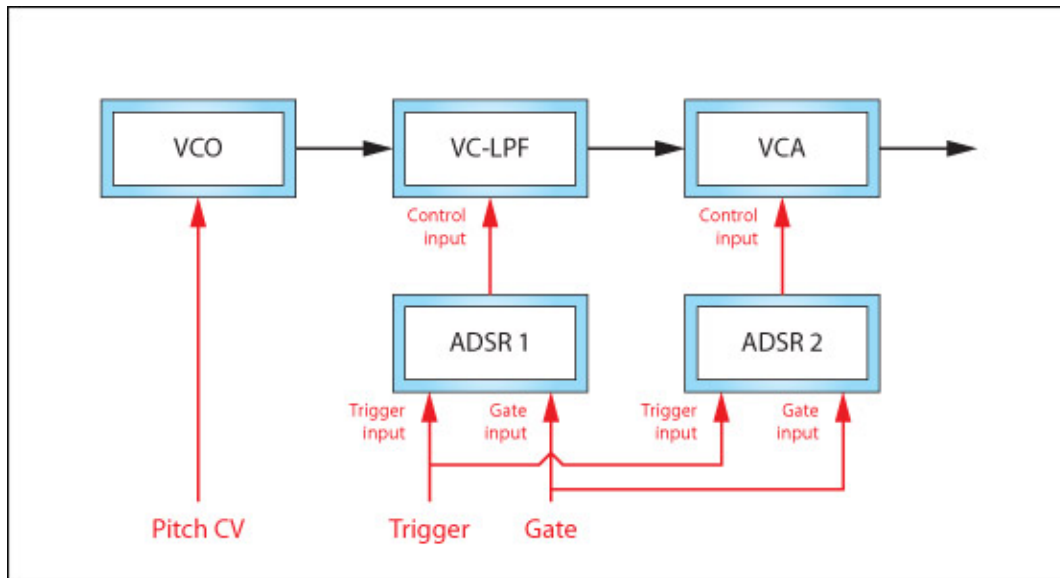 VCO
VC-LPF
VCA
Control
input
Control
input
ADSR 1
ADSR 2
Trigger
input
Gate
input
Trigger
input
Gate
input
Pitch CV
Trigger
Gate